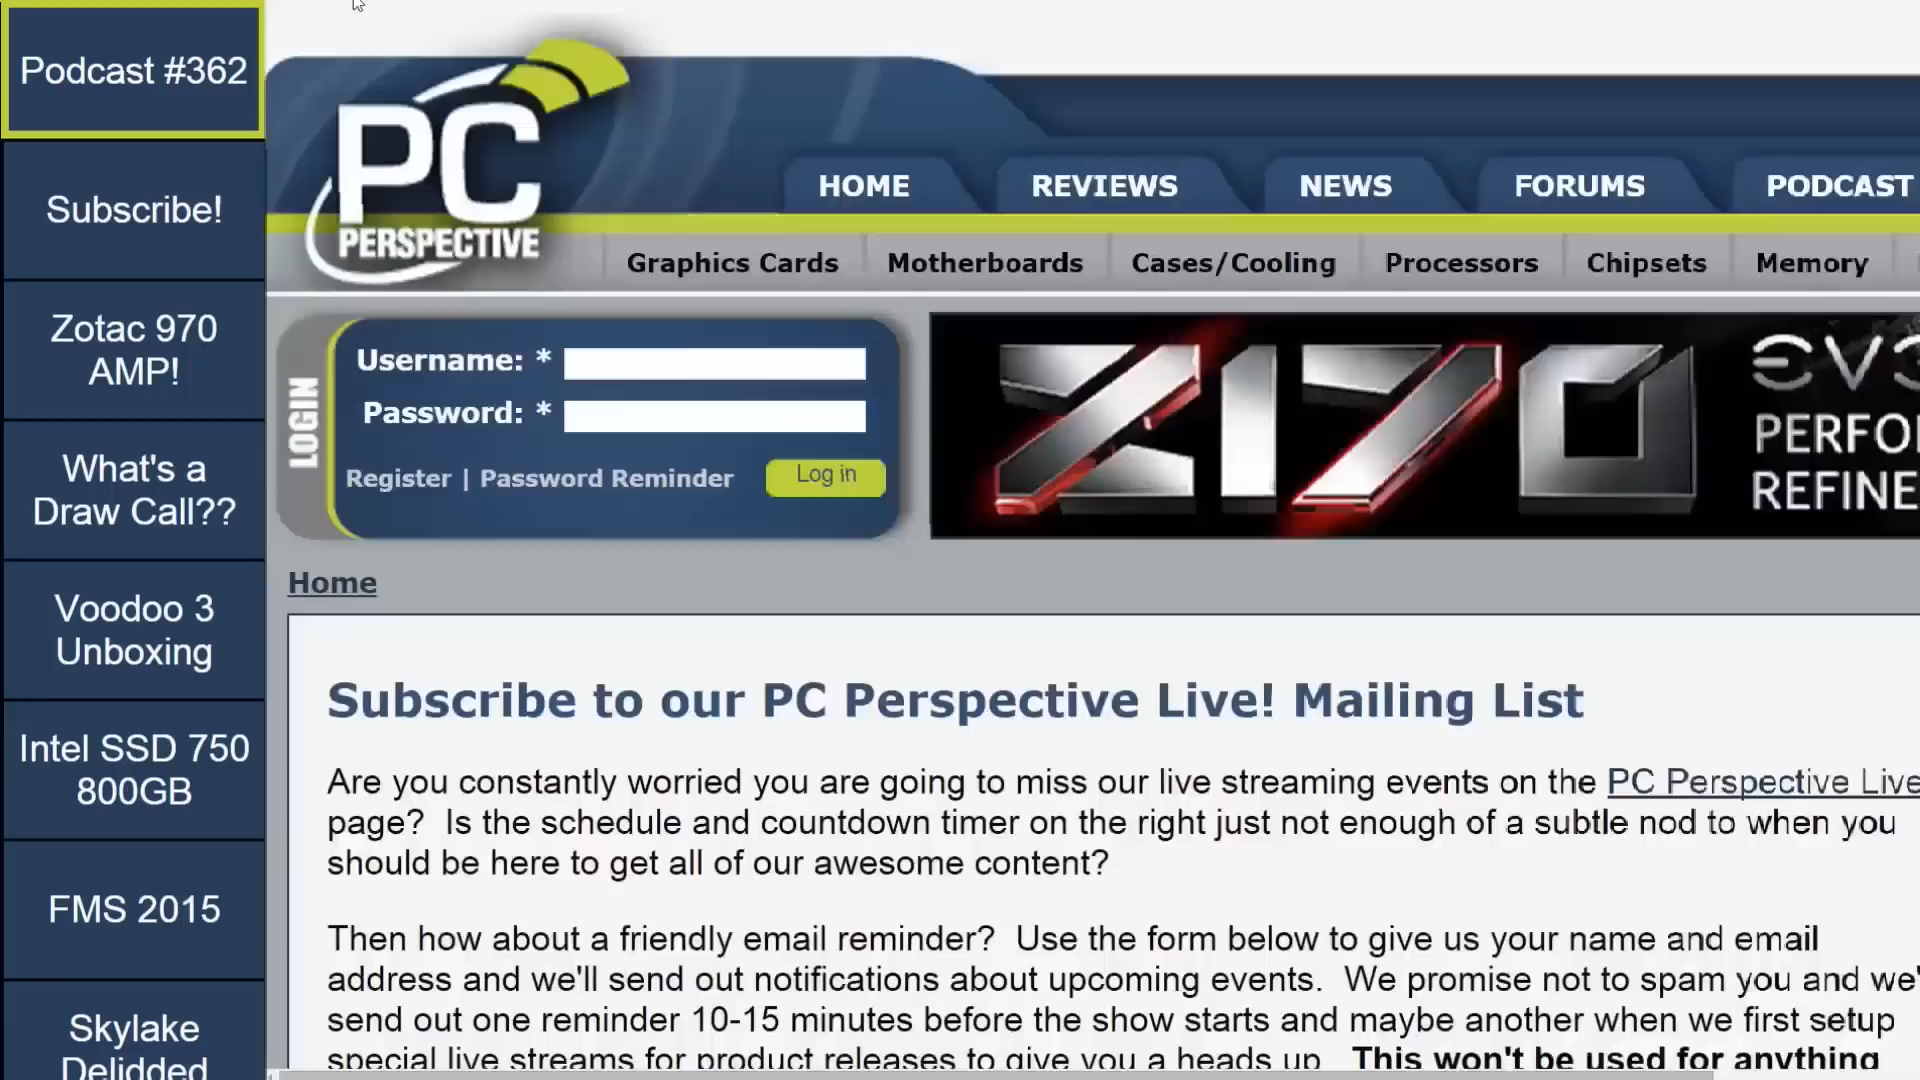 Podcast #362
Subscribe!
Zotac 970
AMP!
What's a
Draw Call??
Voodoo 3
Unboxing
Intel SSD 750
800GB
FMS 2015
Skylake
Delidded
PC
PERSPECTIVE
HOME REVIEWS NEWS FORUMS PODCAST
Graphics Cards Motherboards Cases/Cooling Processors Chipsets Memory
LOGIN
Username: *
Password: *
Register | Password Reminder Log in
Z170
PERFO
REFINE
Home
Subscribe to our PC Perspective Live! Mailing List
Are you constantly worried you are going to miss our live streaming events on the PC Perspective Live
page? Is the schedule and countdown timer on the right just not enough of a subtle nod to when you
should be here to get all of our awesome content?
Then how about a friendly email reminder? Use the form below to give us your name and email
address and we'll send out notifications about upcoming events. We promise not to spam you and we'
send out one reminder 10-15 minutes before the show starts and maybe another when we first setup
special live streams for product releases to give you a heads up. This won't be used for anything